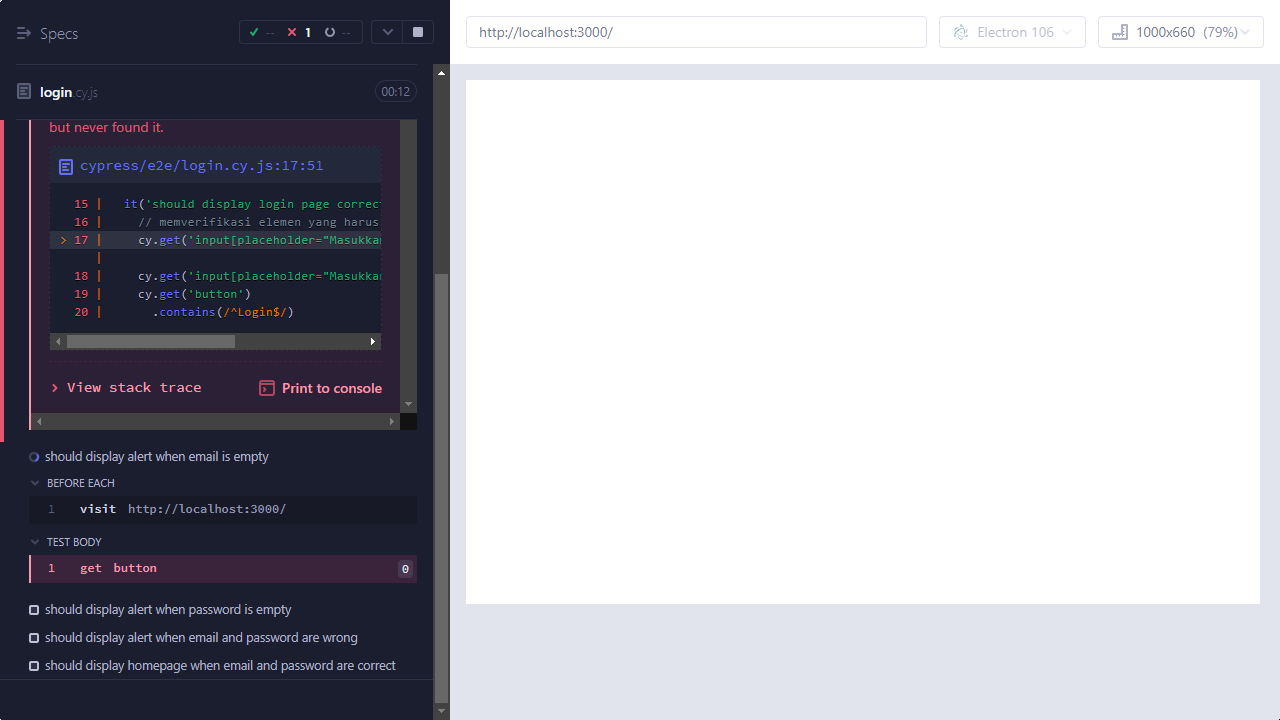 Specs
-- 1 --
http://localhost:3000/
Electron 106
1000x660 (79%)
login.cy.js
00:12
but never found it.
cypress/e2e/login.cy.js:17:51
15 | it('should display login page correct
16 | // memverifikasi elemen yang harus
> 17 | cy.get('input[placeholder="Masukkan
|
18 | cy.get('input[placeholder="Masukkan
19 | cy.get('button')
20 | .contains(/^Login$/)
View stack trace
Print to console
should display alert when email is empty
BEFORE EACH
1 visit http://localhost:3000/
TEST BODY
1 get button 0
should display alert when password is empty
should display alert when email and password are wrong
should display homepage when email and password are correct